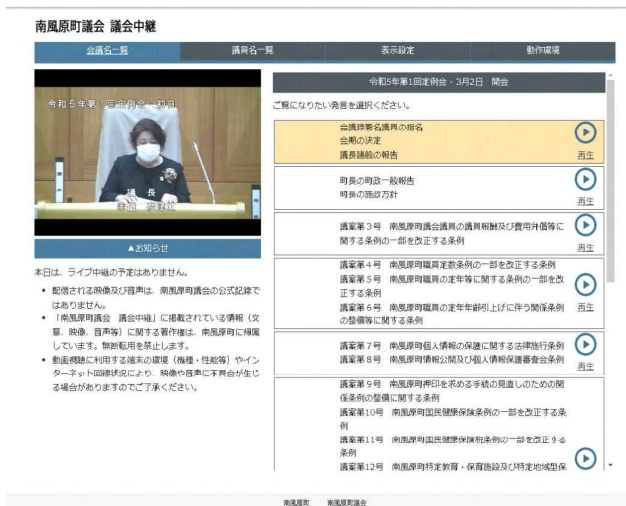 南風原町議会 議会中継
会議名一覧
議員名一覧
表示設定
動作環境
令和5年第1回定例会 初日
議 長
▲お知らせ
本日は、ライブ中継の予定はありません。
• 配信される映像及び音声は、南風原町議会の公式記録で
はありません。
• 「南風原町議会 議会中継」に掲載されている情報(文
章、映像、音声等)に関する著作権は、南風原町に帰属
しています。無断転用を禁止します。
• 動画視聴に利用する端末の環境(機種・性能等)やイン
ターネット回線状況により、映像や音声に不具合が生じ
る場合がありますのでご了承ください。
令和5年第1回定例会 - 3月2日 開会
ご覧になりたい発言を選択ください。
会議録署名議員の指名
会期の決定
議長諸般の報告
再生
町長の町政一般報告
町長の施政方針
再生
議案第3号 南風原町議会議員の議員報酬及び費用弁償等に
関する条例の一部を改正する条例
再生
議案第4号 南風原町職員定数条例の一部を改正する条例
議案第5号 南風原町職員の定年等に関する条例の一部を改
正する条例
議案第6号 南風原町職員の定年年齢引上げに伴う関係条例
の整備等に関する条例
再生
議案第7号 南風原町個人情報の保護に関する法律施行条例
議案第8号 南風原町情報公開及び個人情報保護審査会条例
再生
議案第9号 南風原町押印を求める手続の見直しのための関
係条例の整備に関する条例
議案第10号 南風原町国民健康保険条例の一部を改正する条
例
議案第11号 南風原町国民健康保険税条例の一部を改正する
条例
議案第12号 南風原町特定教育・保育施設及び特定地域型保
南風原町 南風原町議会